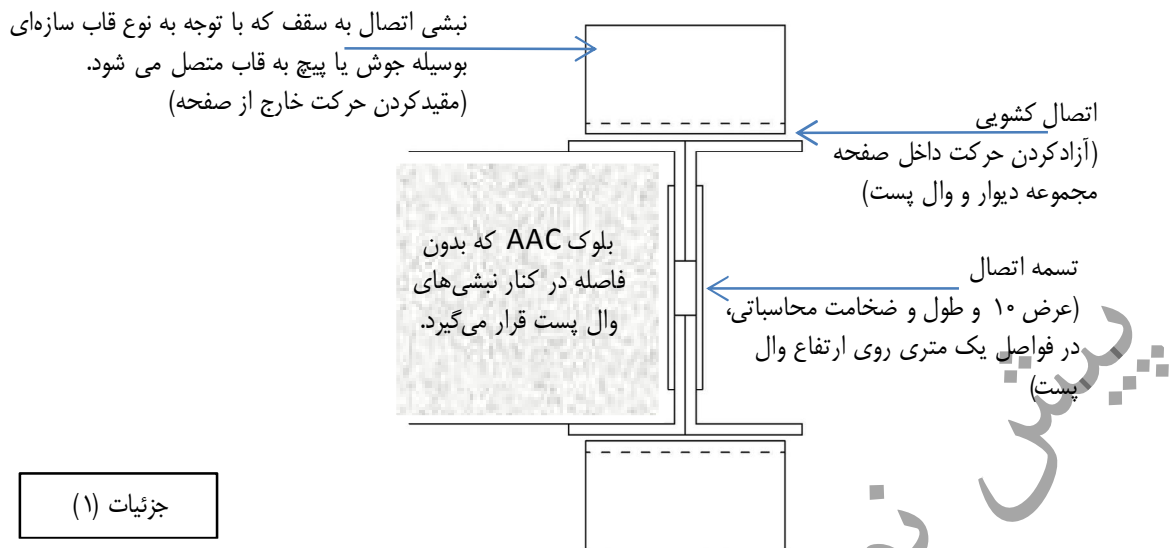 نبشی اتصال به سقف که با توجه به نوع قاب سازه‌ای
بوسیله جوش یا پیچ به قاب متصل می شود.
(مقیدکردن حرکت خارج از صفحه)
اتصال کشویی
(آزادکردن حرکت داخل صفحه
مجموعه دیوار و وال پست)
بلوک AAC که بدون
فاصله در کنار نبشی‌های
وال پست قرار می‌گیرد.
تسمه اتصال
(عرض ۱۰ و طول و ضخامت محاسباتی،
در فواصل یک متری روی ارتفاع وال
پست)
جزئیات (۱)
پیش